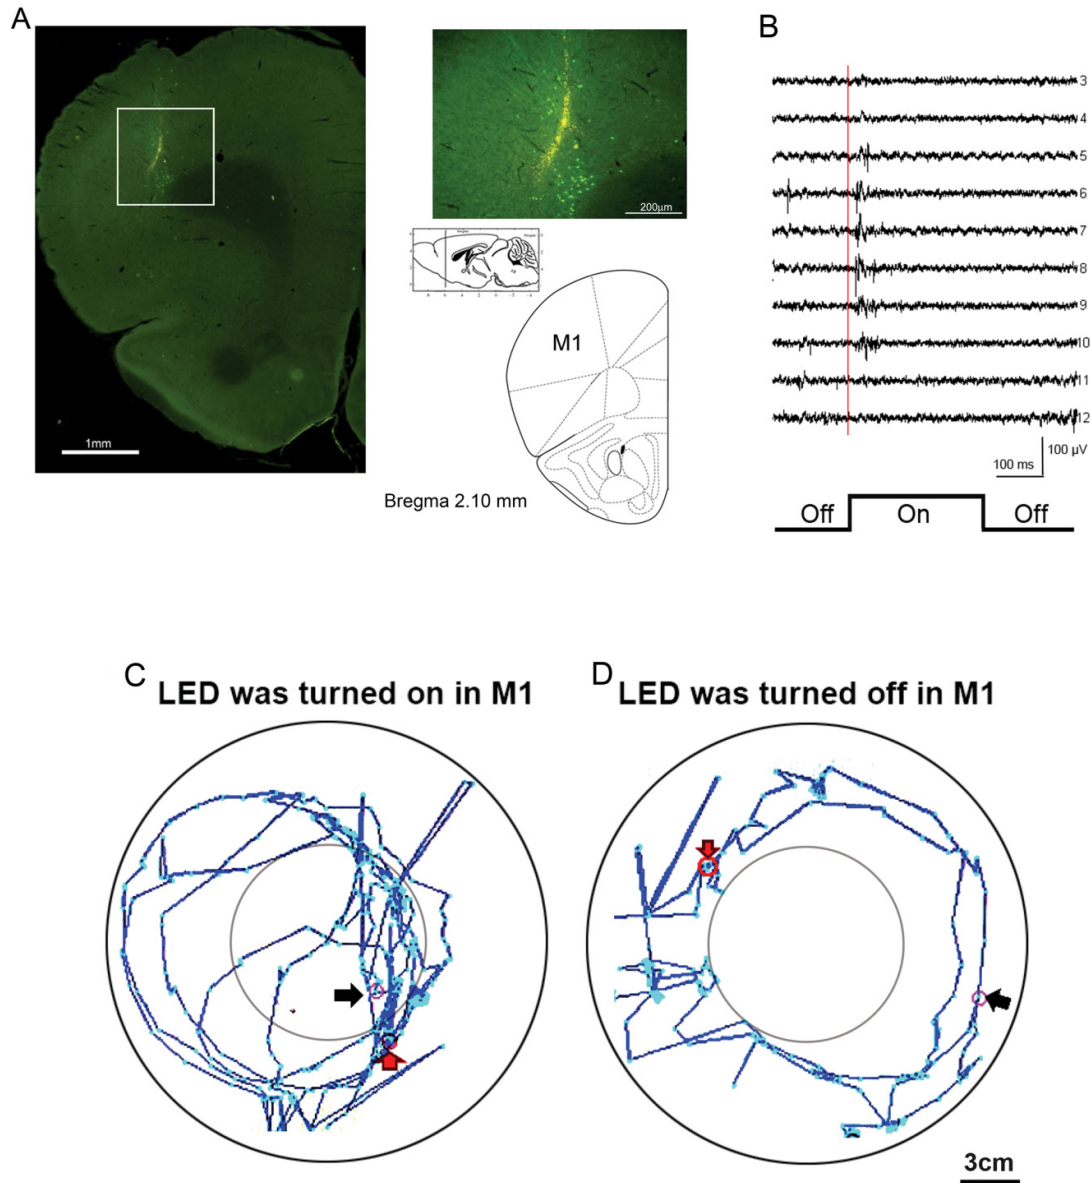 A
B
1mm
200µm
Bregma
M1
Bregma 2.10 mm
3
4
5
6
7
8
9
10
11
12
100 µV
100 ms
Off
On
Off
C
LED was turned on in M1
D
LED was turned off in M1
3cm